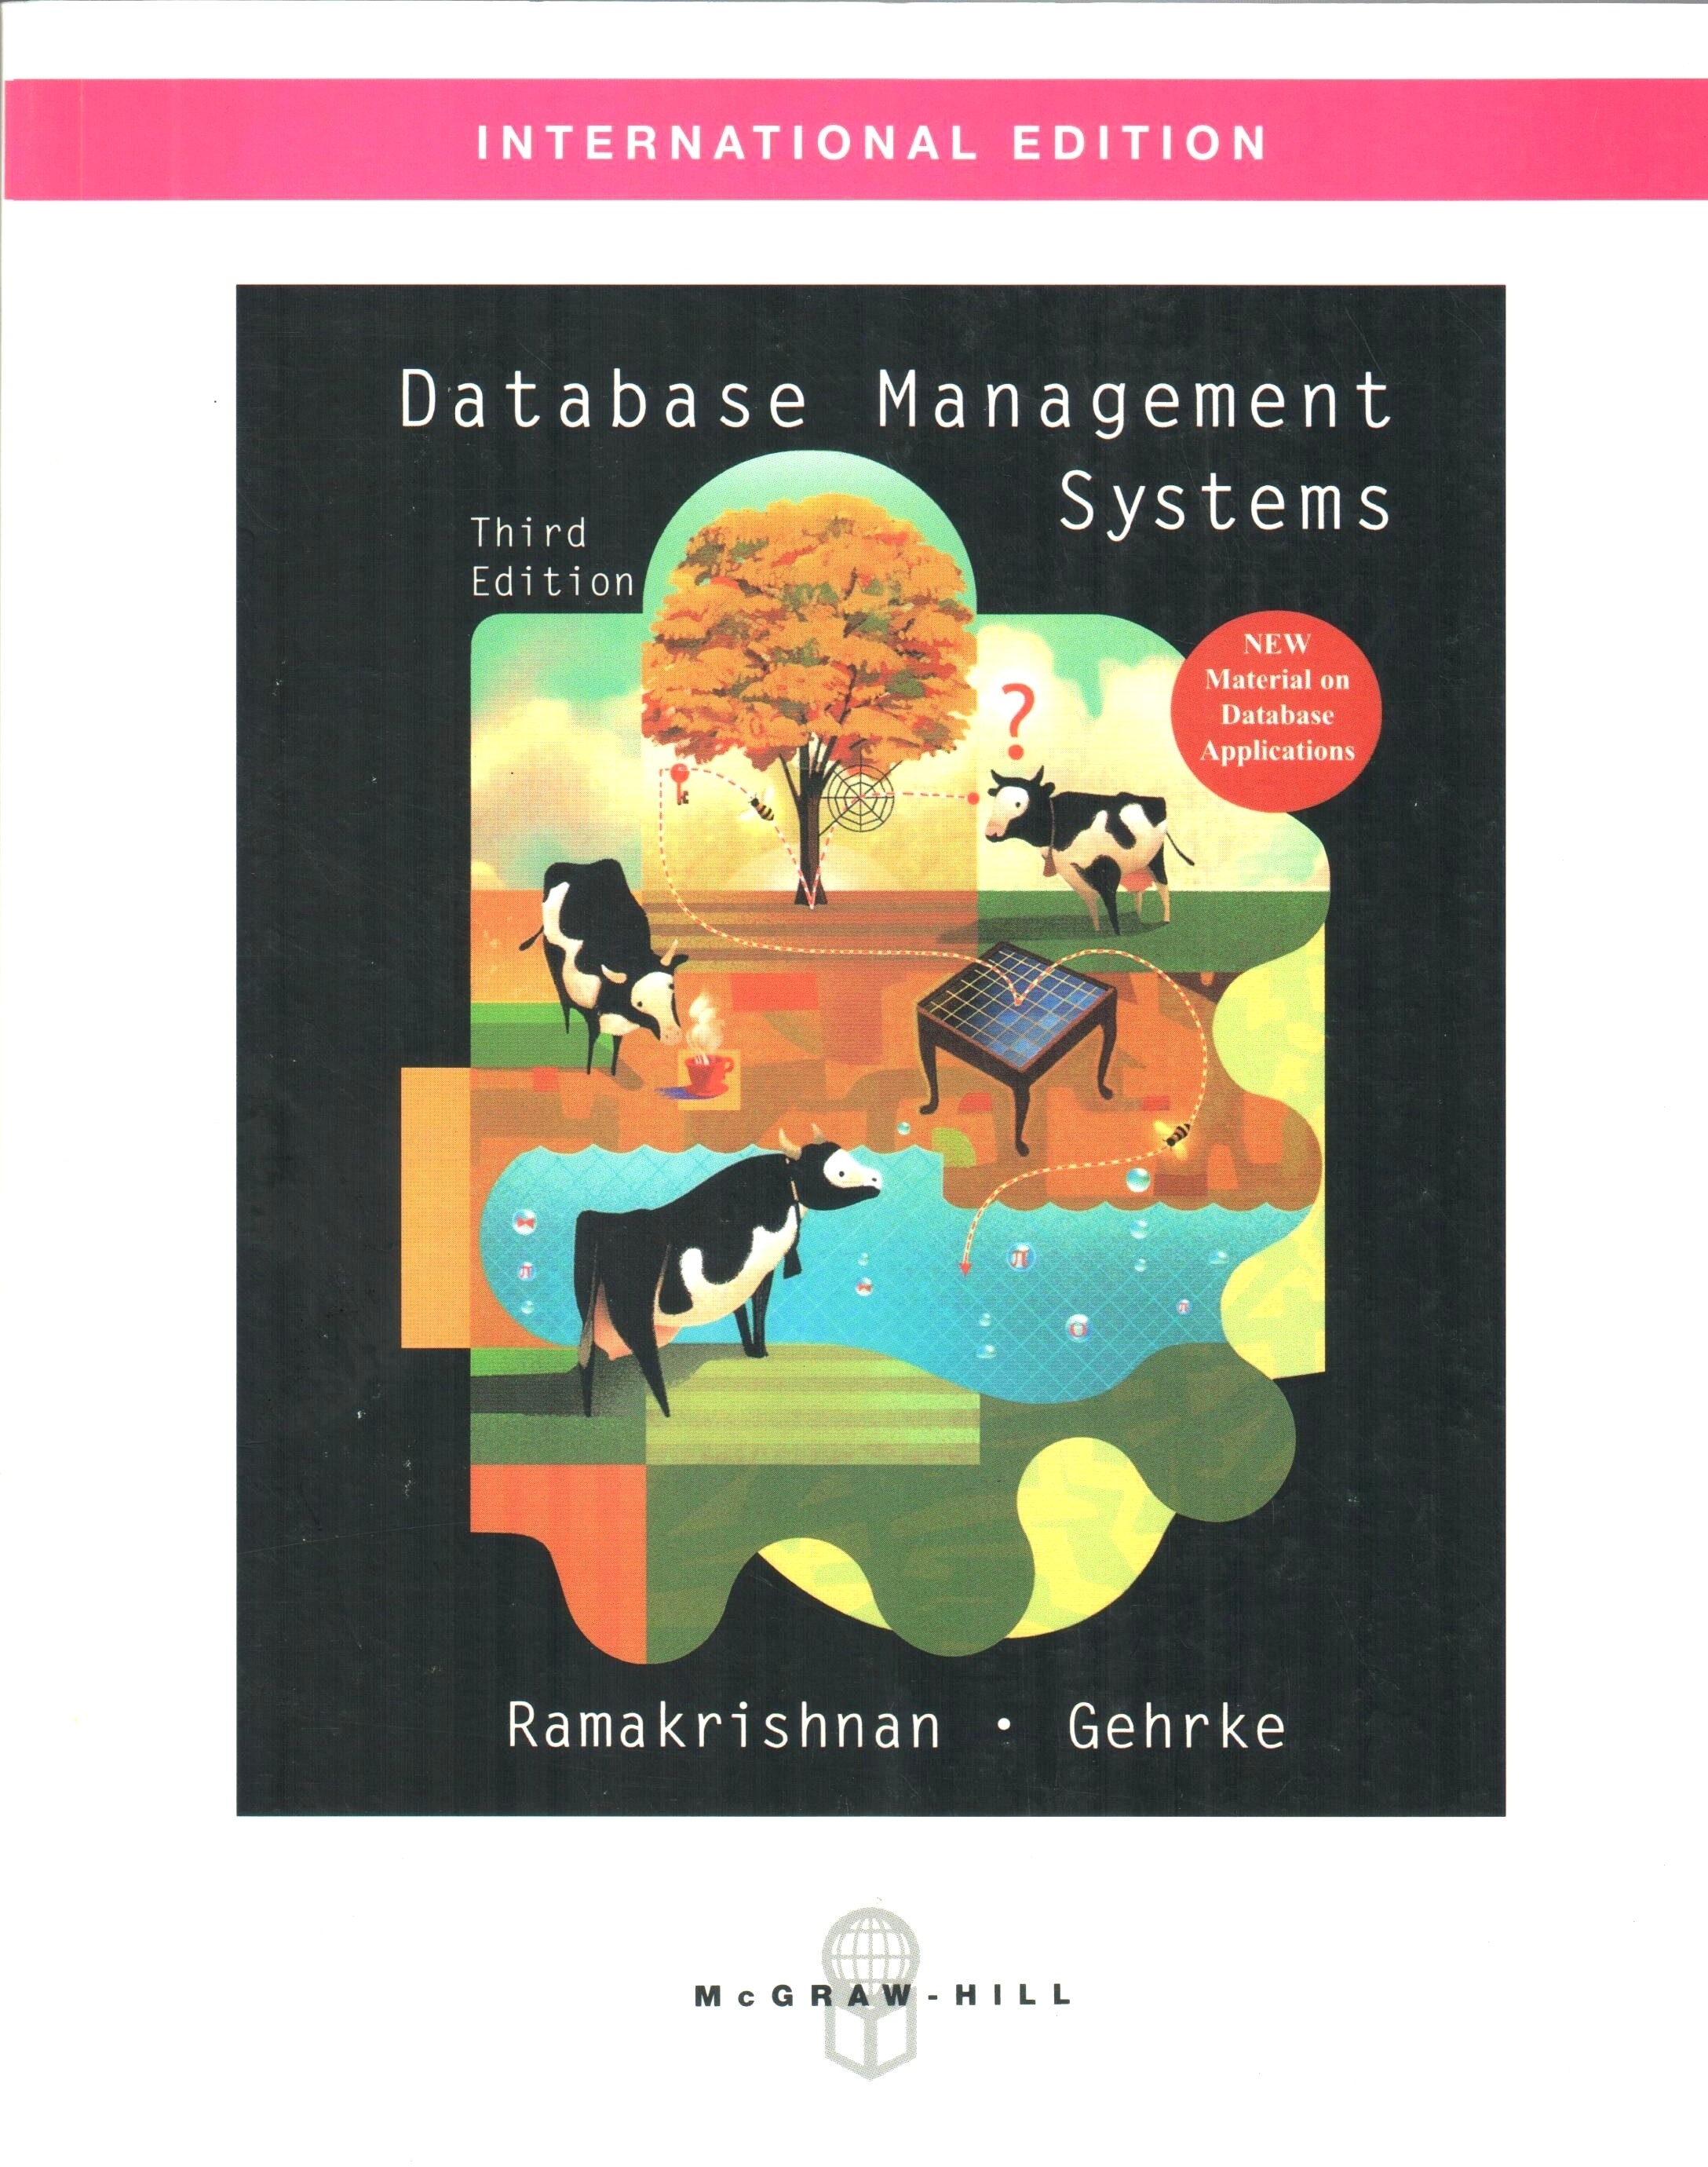 INTERNATIONAL EDITION
Database Management
Systems
Third
Edition
NEW
Material on
Database
Applications
?
π
π
π
σ
Ramakrishnan • Gehrke
McGRAW-HILL